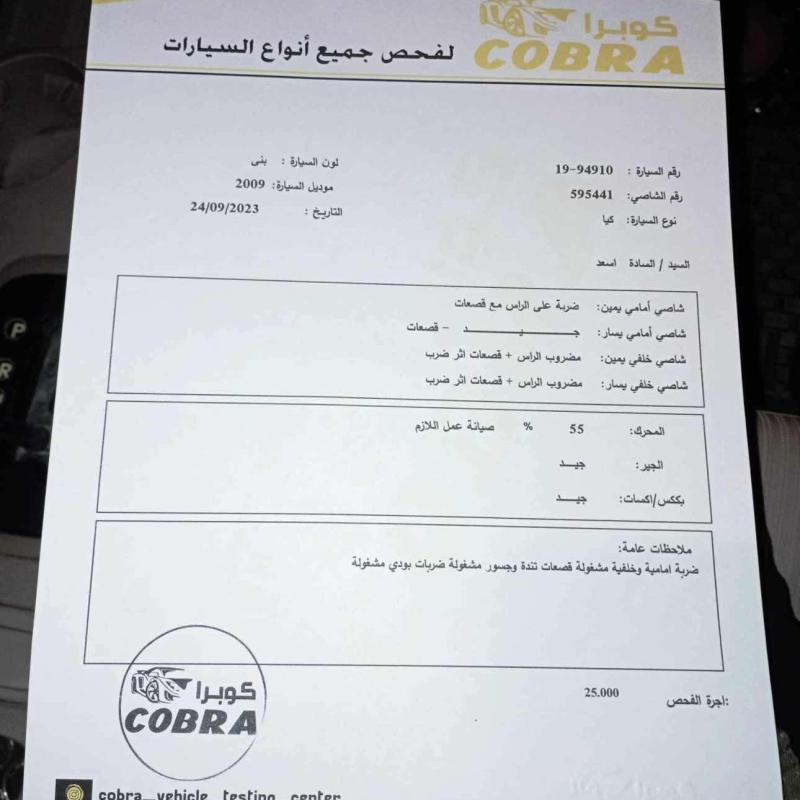 كوبرا
COBRA
لفحص جميع أنواع السيارات
رقم السيارة : 19-94910
لون السيارة : بنى
رقم الشاصي: 595441
موديل السيارة: 2009
نوع السيارة: كيا
التاريخ : 24/09/2023
السيد / السادة اسعد
شاصي أمامي يمين: ضربة على الراس مع قصعات
شاصي أمامي يسار: جـــــيـــــد - قصعات
شاصي خلفي يمين: مضروب الراس + قصعات اثر ضرب
شاصي خلفي يسار: مضروب الراس + قصعات اثر ضرب
المحرك: 55 % صيانة عمل اللازم
الجير: جيــد
بككس/اكسات: جيــد
ملاحظات عامة:
ضربة امامية وخلفية مشغولة قصعات تندة وجسور مشغولة ضربات بودي مشغولة
اجرة الفحص: 25.000
كوبرا
COBRA
cobra_vehicle_testing_center
P
R